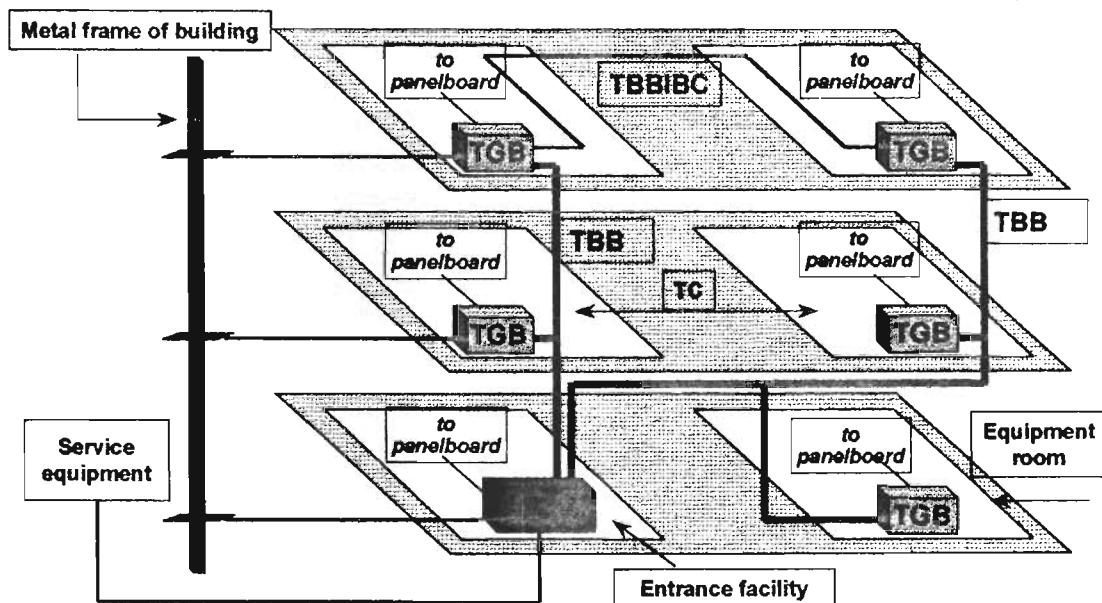 Metal frame of building
to
panelboard
TBBIBC
to
panelboard
TGB
TGB
to
panelboard
TBB
to
panelboard
TBB
TC
TGB
TGB
Service
equipment
to
panelboard
to
panelboard
Equipment
room
TGB
Entrance facility